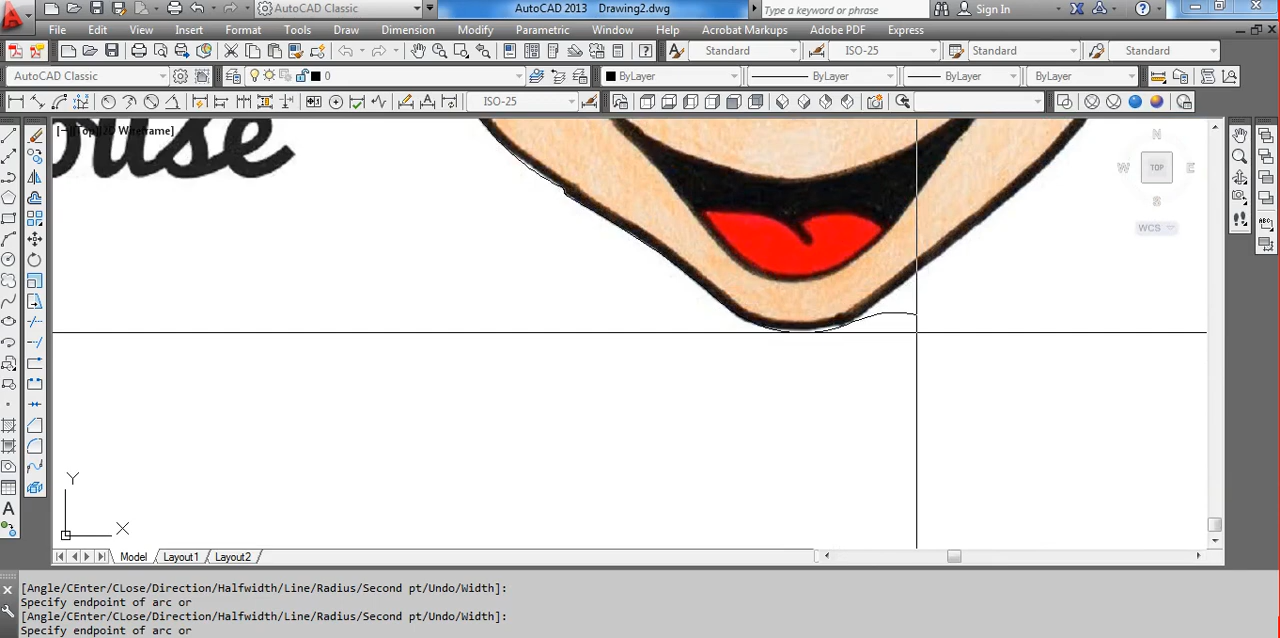 AutoCAD Classic
AutoCAD 2013 Drawing2.dwg
Type a keyword or phrase
Sign In
File Edit View Insert Format Tools Draw Dimension Modify Parametric Window Help Acrobat Markups Adobe PDF Express
Standard ISO-25 Standard Standard
AutoCAD Classic 0 ByLayer ByLayer ByLayer ByLayer
ISO-25
[−][Top][2D Wireframe]
N
W TOP E
S
WCS
Y
X
Model Layout1 Layout2
[Angle/CEnter/CLose/Direction/Halfwidth/Line/Radius/Second pt/Undo/Width]:
Specify endpoint of arc or
[Angle/CEnter/CLose/Direction/Halfwidth/Line/Radius/Second pt/Undo/Width]:
Specify endpoint of arc or